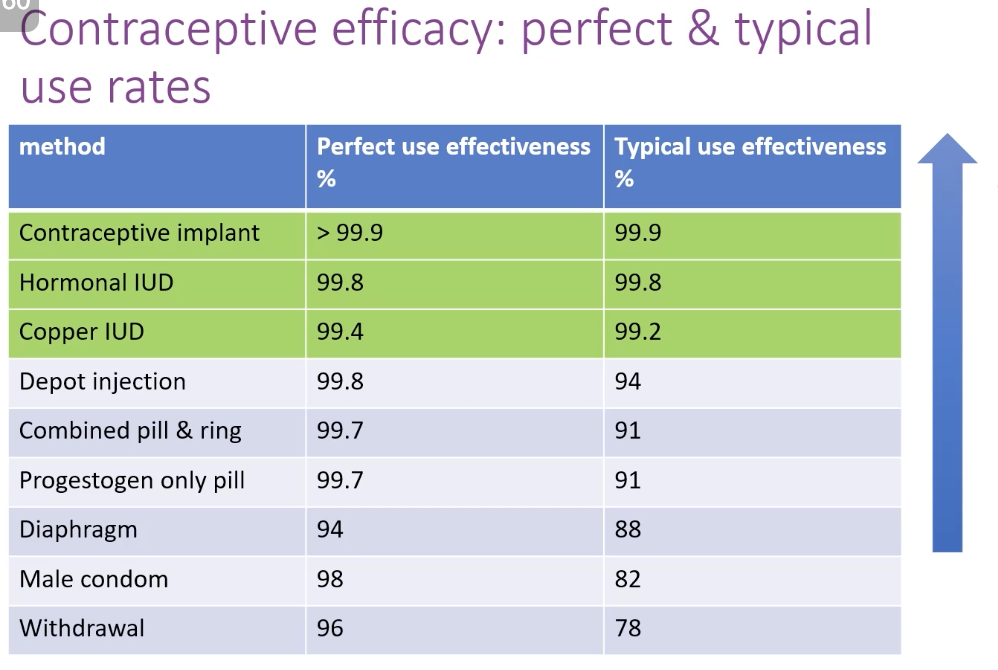 60
Contraceptive efficacy: perfect & typical
use rates
method Perfect use effectiveness Typical use effectiveness
% %
Contraceptive implant > 99.9 99.9
Hormonal IUD 99.8 99.8
Copper IUD 99.4 99.2
Depot injection 99.8 94
Combined pill & ring 99.7 91
Progestogen only pill 99.7 91
Diaphragm 94 88
Male condom 98 82
Withdrawal 96 78